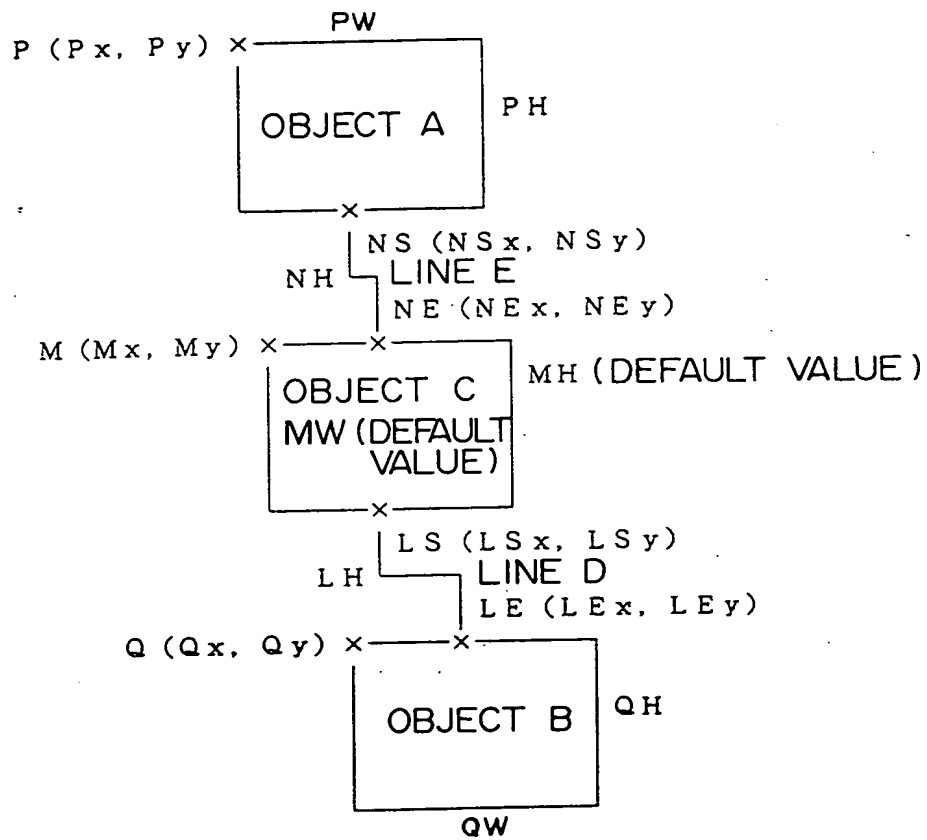 PW
P (Px, Py)
OBJECT A
PH
NS (NSx, NSy)
NH
LINE E
NE (NEx, NEy)
M (Mx, My)
MH (DEFAULT VALUE)
OBJECT C
MW (DEFAULT
VALUE)
LS (LSx, LSy)
LH
LINE D
LE (LEx, LEy)
Q (Qx, Qy)
OBJECT B
QH
QW